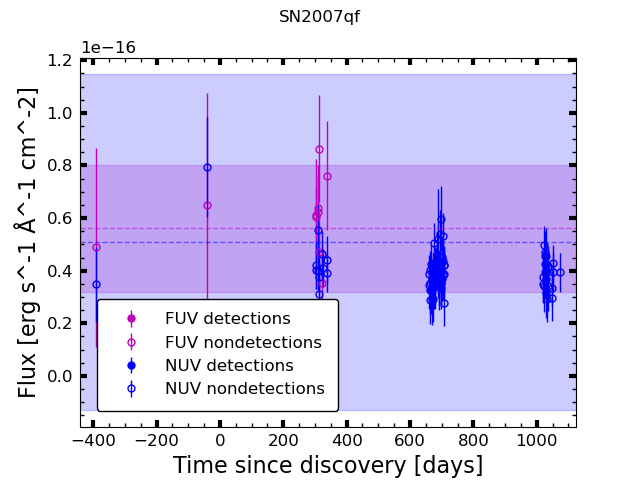 SN2007qf
1e−16
1.2
1.0
0.8
0.6
0.4
0.2
0.0
Flux [erg s^-1 Å^-1 cm^-2]
FUV detections
FUV nondetections
NUV detections
NUV nondetections
−400 −200 0 200 400 600 800 1000
Time since discovery [days]